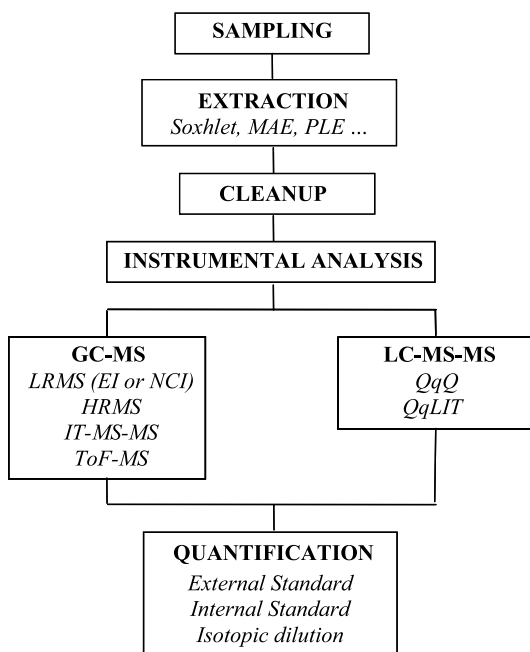 SAMPLING
EXTRACTION
Soxhlet, MAE, PLE ...
CLEANUP
INSTRUMENTAL ANALYSIS
GC-MS
LRMS (EI or NCI)
HRMS
IT-MS-MS
ToF-MS
LC-MS-MS
QqQ
QqLIT
QUANTIFICATION
External Standard
Internal Standard
Isotopic dilution